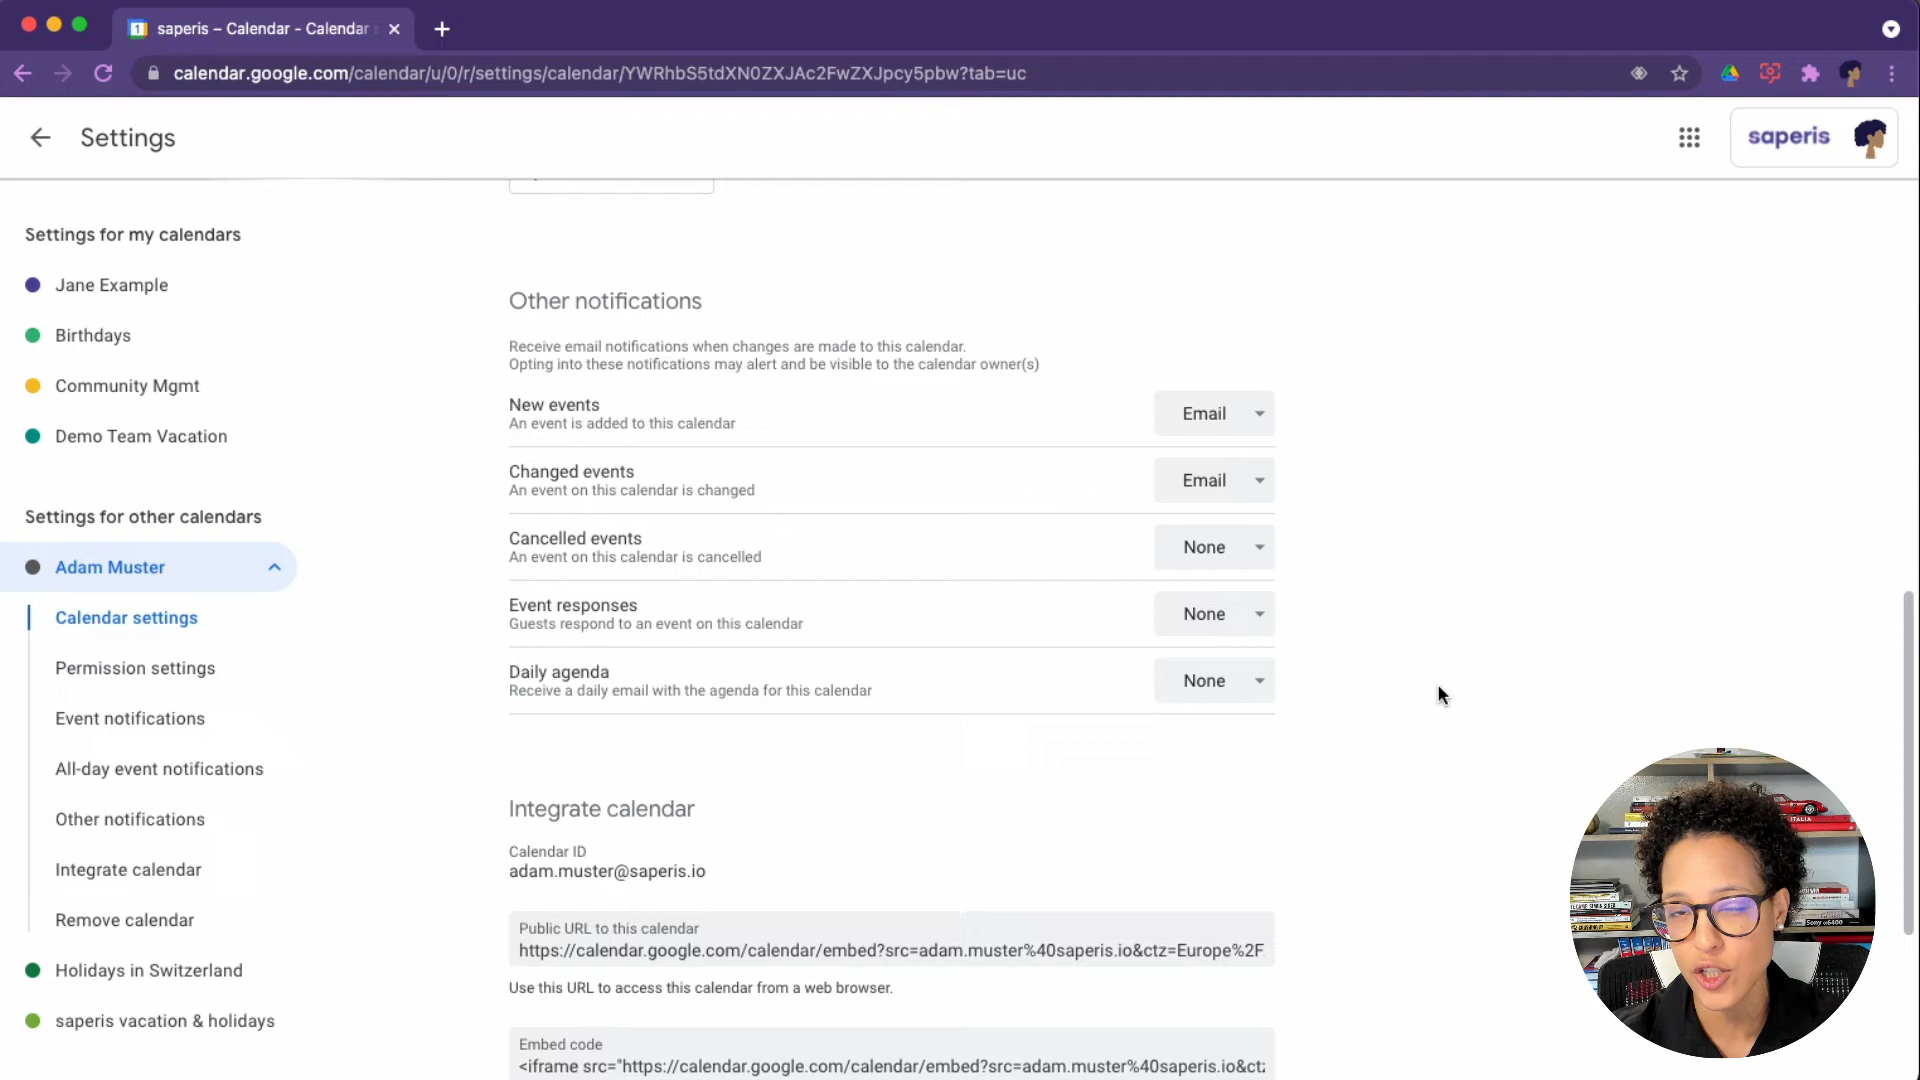 saperis – Calendar - Calendar
calendar.google.com/calendar/u/0/r/settings/calendar/YWRhbS5tdXN0ZXJAc2FwZXJpcy5pbw?tab=uc
Settings
saperis
Settings for my calendars
Jane Example
Birthdays
Community Mgmt
Demo Team Vacation
Settings for other calendars
Adam Muster
Calendar settings
Permission settings
Event notifications
All-day event notifications
Other notifications
Integrate calendar
Remove calendar
Holidays in Switzerland
saperis vacation & holidays
Other notifications
Receive email notifications when changes are made to this calendar.
Opting into these notifications may alert and be visible to the calendar owner(s)
New events
An event is added to this calendar
Email
Changed events
An event on this calendar is changed
Email
Cancelled events
An event on this calendar is cancelled
None
Event responses
Guests respond to an event on this calendar
None
Daily agenda
Receive a daily email with the agenda for this calendar
None
Integrate calendar
Calendar ID
adam.muster@saperis.io
Public URL to this calendar
https://calendar.google.com/calendar/embed?src=adam.muster%40saperis.io&ctz=Europe%2F
Use this URL to access this calendar from a web browser.
Embed code
<iframe src="https://calendar.google.com/calendar/embed?src=adam.muster%40saperis.io&ctz
ITALIA
Sony α6400